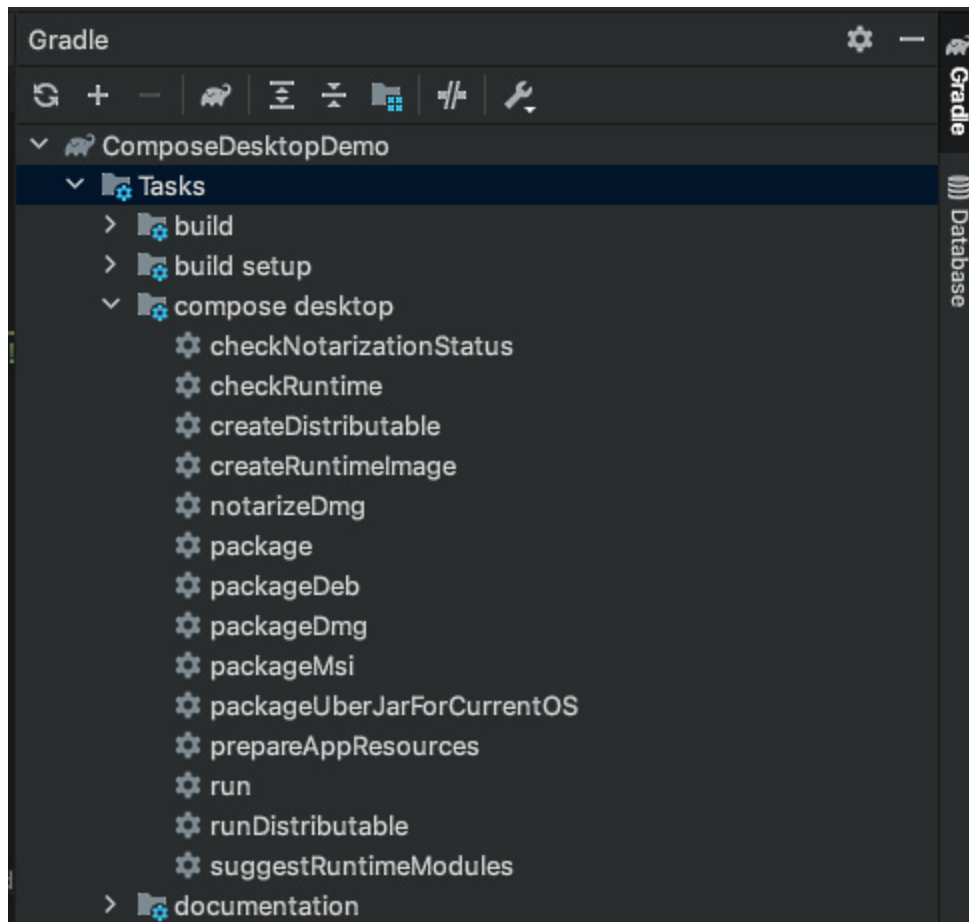 Gradle
ComposeDesktopDemo
Tasks
build
build setup
compose desktop
checkNotarizationStatus
checkRuntime
createDistributable
createRuntimeImage
notarizeDmg
package
packageDeb
packageDmg
packageMsi
packageUberJarForCurrentOS
prepareAppResources
run
runDistributable
suggestRuntimeModules
documentation
Gradle
Database